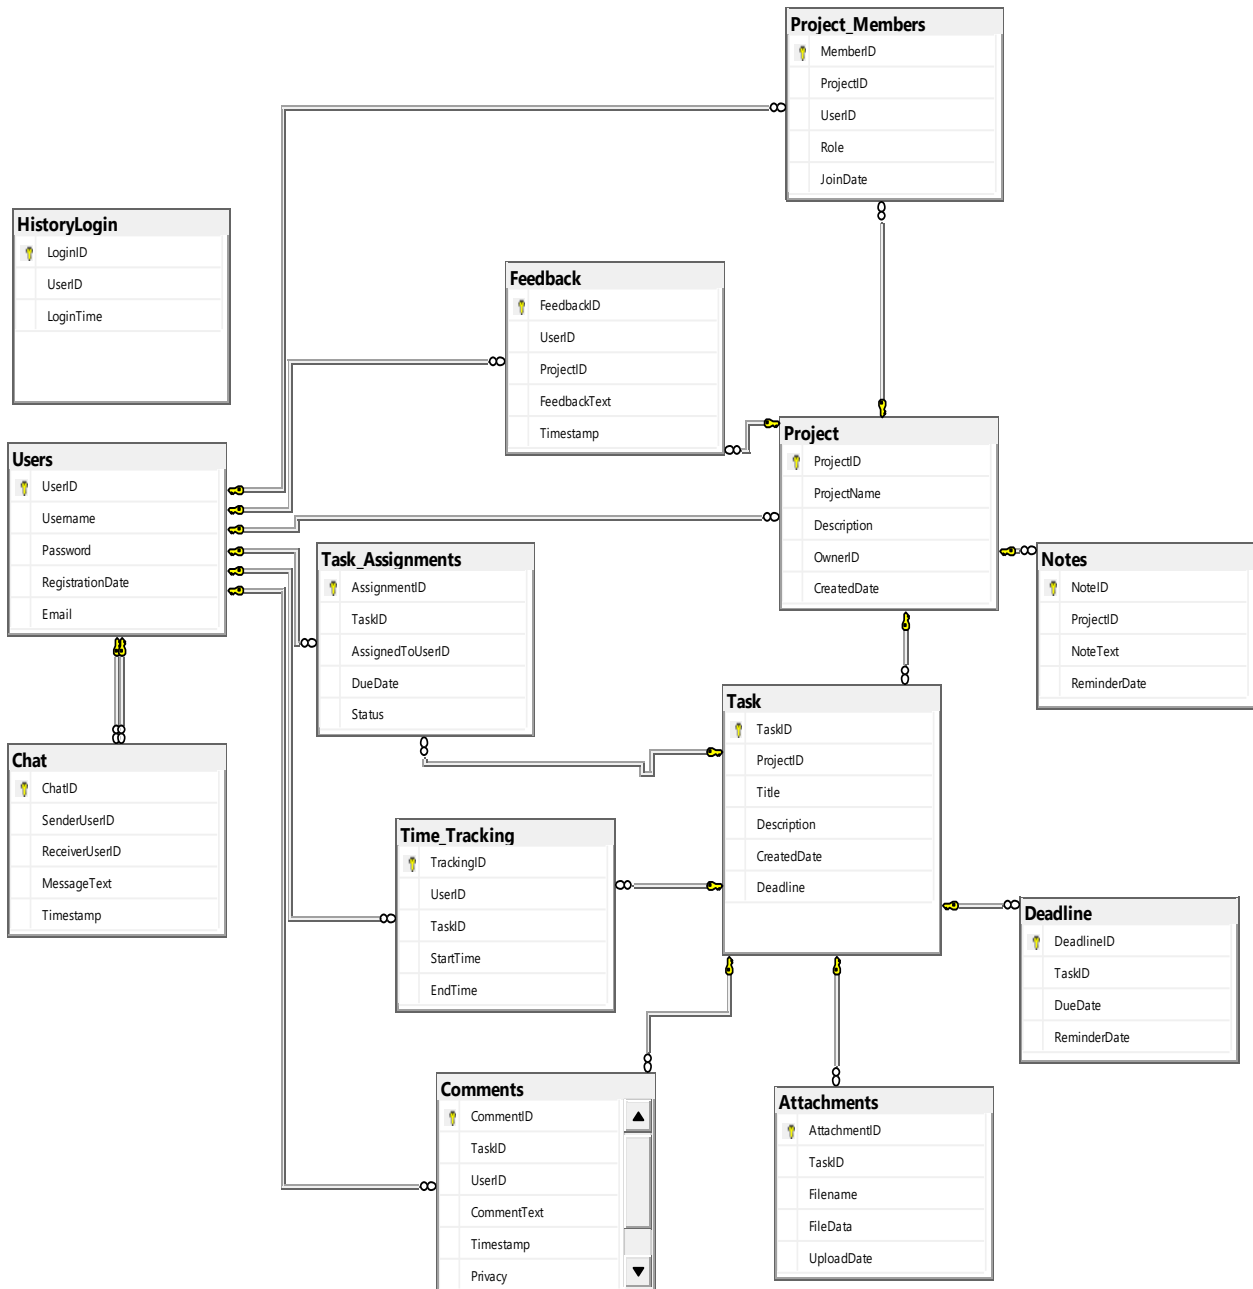 Project_Members
MemberID
ProjectID
UserID
Role
JoinDate
HistoryLogin
LoginID
UserID
LoginTime
Feedback
FeedbackID
UserID
ProjectID
FeedbackText
Timestamp
Users
UserID
Username
Password
RegistrationDate
Email
Project
ProjectID
ProjectName
Description
OwnerID
CreatedDate
Task_Assignments
AssignmentID
TaskID
AssignedToUserID
DueDate
Status
Notes
NoteID
ProjectID
NoteText
ReminderDate
Task
TaskID
ProjectID
Title
Description
CreatedDate
Deadline
Chat
ChatID
SenderUserID
ReceiverUserID
MessageText
Timestamp
Time_Tracking
TrackingID
UserID
TaskID
StartTime
EndTime
Deadline
DeadlineID
TaskID
DueDate
ReminderDate
Comments
CommentID
TaskID
UserID
CommentText
Timestamp
Privacy
Attachments
AttachmentID
TaskID
Filename
FileData
UploadDate